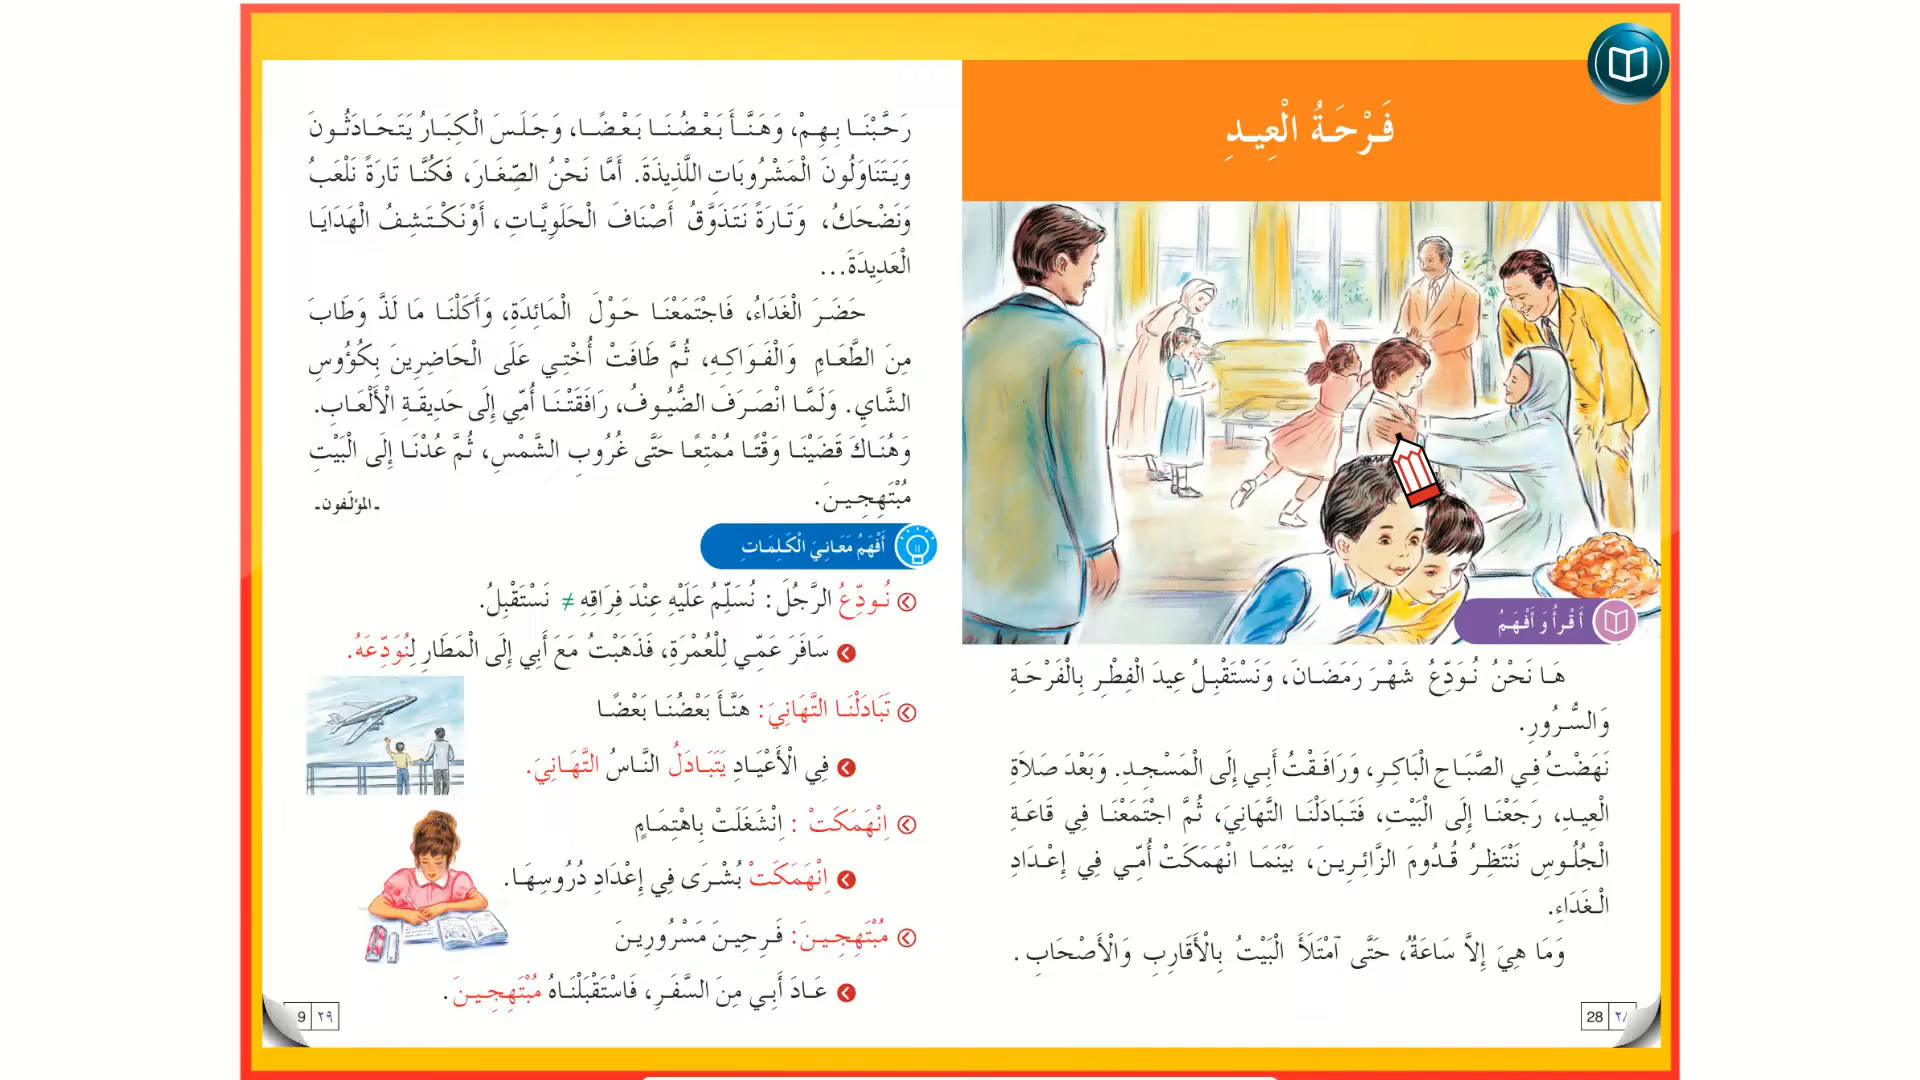 فَرْحَةُ الْعِيدِ
أَقْرَأُ وَ أَفْهَمُ
هَا نَحْنُ نُوَدِّعُ شَهْرَ رَمَضَانَ، وَنَسْتَقْبِلُ عِيدَ الْفِطْرِ بِالْفَرْحَةِ
وَالسُّرُورِ.
نَهَضْتُ فِي الصَّبَاحِ الْبَاكِرِ، وَرَافَقْتُ أَبِي إِلَى الْمَسْجِدِ. وَبَعْدَ صَلَاةِ
الْعِيدِ، رَجَعْنَا إِلَى الْبَيْتِ، فَتَبَادَلْنَا التَّهَانِيَ، ثُمَّ اجْتَمَعْنَا فِي قَاعَةِ
الْجُلُوسِ نَنْتَظِرُ قُدُومَ الزَّائِرِينَ، بَيْنَمَا انْهَمَكَتْ أُمِّي فِي إِعْدَادِ
الْغَدَاءِ.
وَمَا هِيَ إِلاَّ سَاعَةٌ، حَتَّى ٱمْتَلَأَ الْبَيْتُ بِالْأَقَارِبِ وَالْأَصْحَابِ .
28
رَحَّبْنَا بِهِمْ، وَهَنَّأَ بَعْضُنَا بَعْضًا، وَجَلَسَ الْكِبَارُ يَتَحَادَثُونَ
وَيَتَنَاوَلُونَ الْمَشْرُوبَاتِ اللَّذِيذَةَ. أَمَّا نَحْنُ الصِّغَارَ، فَكُنَّا تَارَةً نَلْعَبُ
وَنَضْحَكُ، وَتَارَةً نَتَذَوَّقُ أَصْنَافَ الْحَلَوِيَّاتِ، أَوْ نَكْتَشِفُ الْهَدَايَا
الْعَدِيدَةَ...
حَضَرَ الْغَدَاءُ، فَاجْتَمَعْنَا حَوْلَ الْمَائِدَةِ، وَأَكَلْنَا مَا لَذَّ وَطَابَ
مِنَ الطَّعَامِ وَالْفَوَاكِهِ، ثُمَّ طَافَتْ أُخْتِي عَلَى الْحَاضِرِينَ بِكُؤُوسِ
الشَّايِ. وَلَمَّا انْصَرَفَ الضُّيُوفُ، رَافَقَتْنَا أُمِّي إِلَى حَدِيقَةِ الْأَلْعَابِ.
وَهُنَاكَ قَضَيْنَا وَقْتًا مُمْتِعًا حَتَّى غُرُوبِ الشَّمْسِ، ثُمَّ عُدْنَا إِلَى الْبَيْتِ
مُبْتَهِجِينَ.
ـ المؤلّفون ـ
أَفْهَمُ مَعَانِيَ الْكَلِمَاتِ
نُوَدِّعُ الرَّجُلَ: نُسَلِّمُ عَلَيْهِ عِنْدَ فِرَاقِهِ ≠ نَسْتَقْبِلُ.
سَافَرَ عَمِّي لِلْعُمْرَةِ، فَذَهَبْتُ مَعَ أَبِي إِلَى الْمَطَارِ لِنُوَدِّعَهُ.
تَبَادَلْنَا التَّهَانِيَ: هَنَّأَ بَعْضُنَا بَعْضًا
فِي الْأَعْيَادِ يَتَبَادَلُ النَّاسُ التَّهَانِيَ.
اِنْهَمَكَتْ : اِنْشَغَلَتْ بِاهْتِمَامٍ
اِنْهَمَكَتْ بُشْرَى فِي إِعْدَادِ دُرُوسِهَا.
مُبْتَهِجِينَ: فَرِحِينَ مَسْرُورِينَ
عَادَ أَبِي مِنَ السَّفَرِ، فَاسْتَقْبَلْنَاهُ مُبْتَهِجِينَ.
9 ٢٩